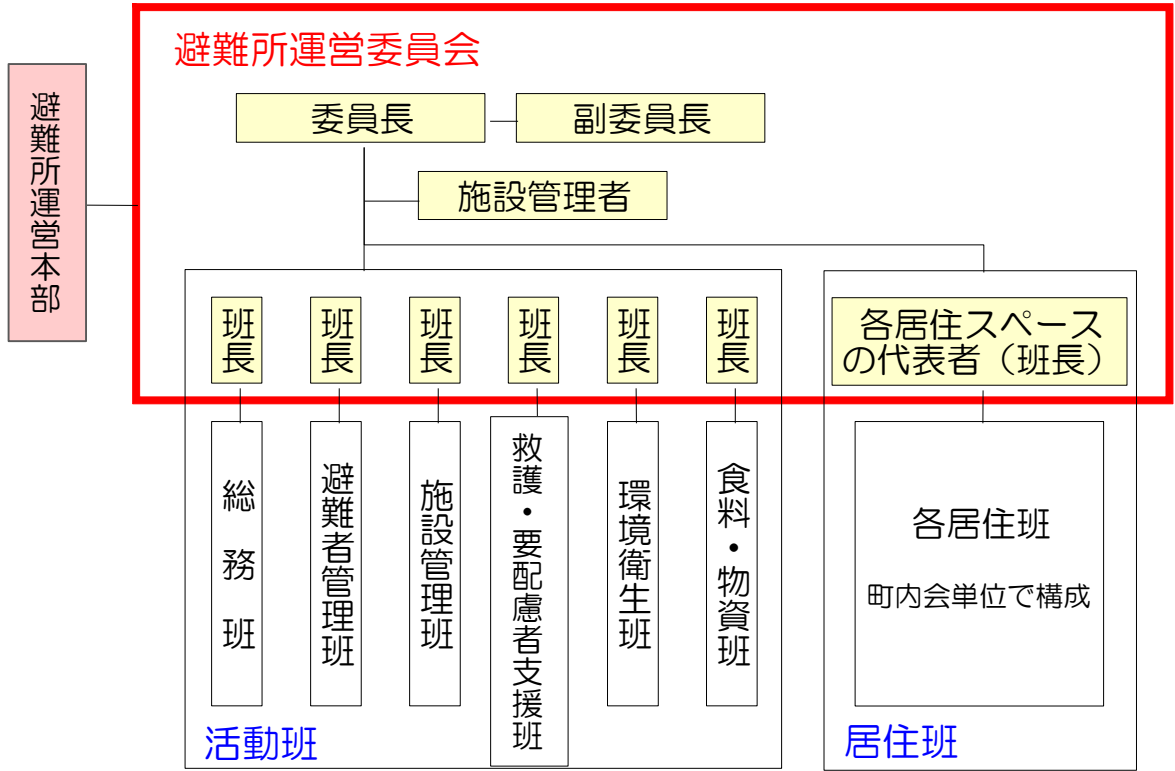 避難所運営委員会
避難所運営本部
委員長
副委員長
施設管理者
班長
班長
班長
班長
班長
班長
各居住スペース
の代表者（班長）
総務班
避難者管理班
施設管理班
救護・要配慮者支援班
環境衛生班
食料・物資班
各居住班
町内会単位で構成
活動班
居住班